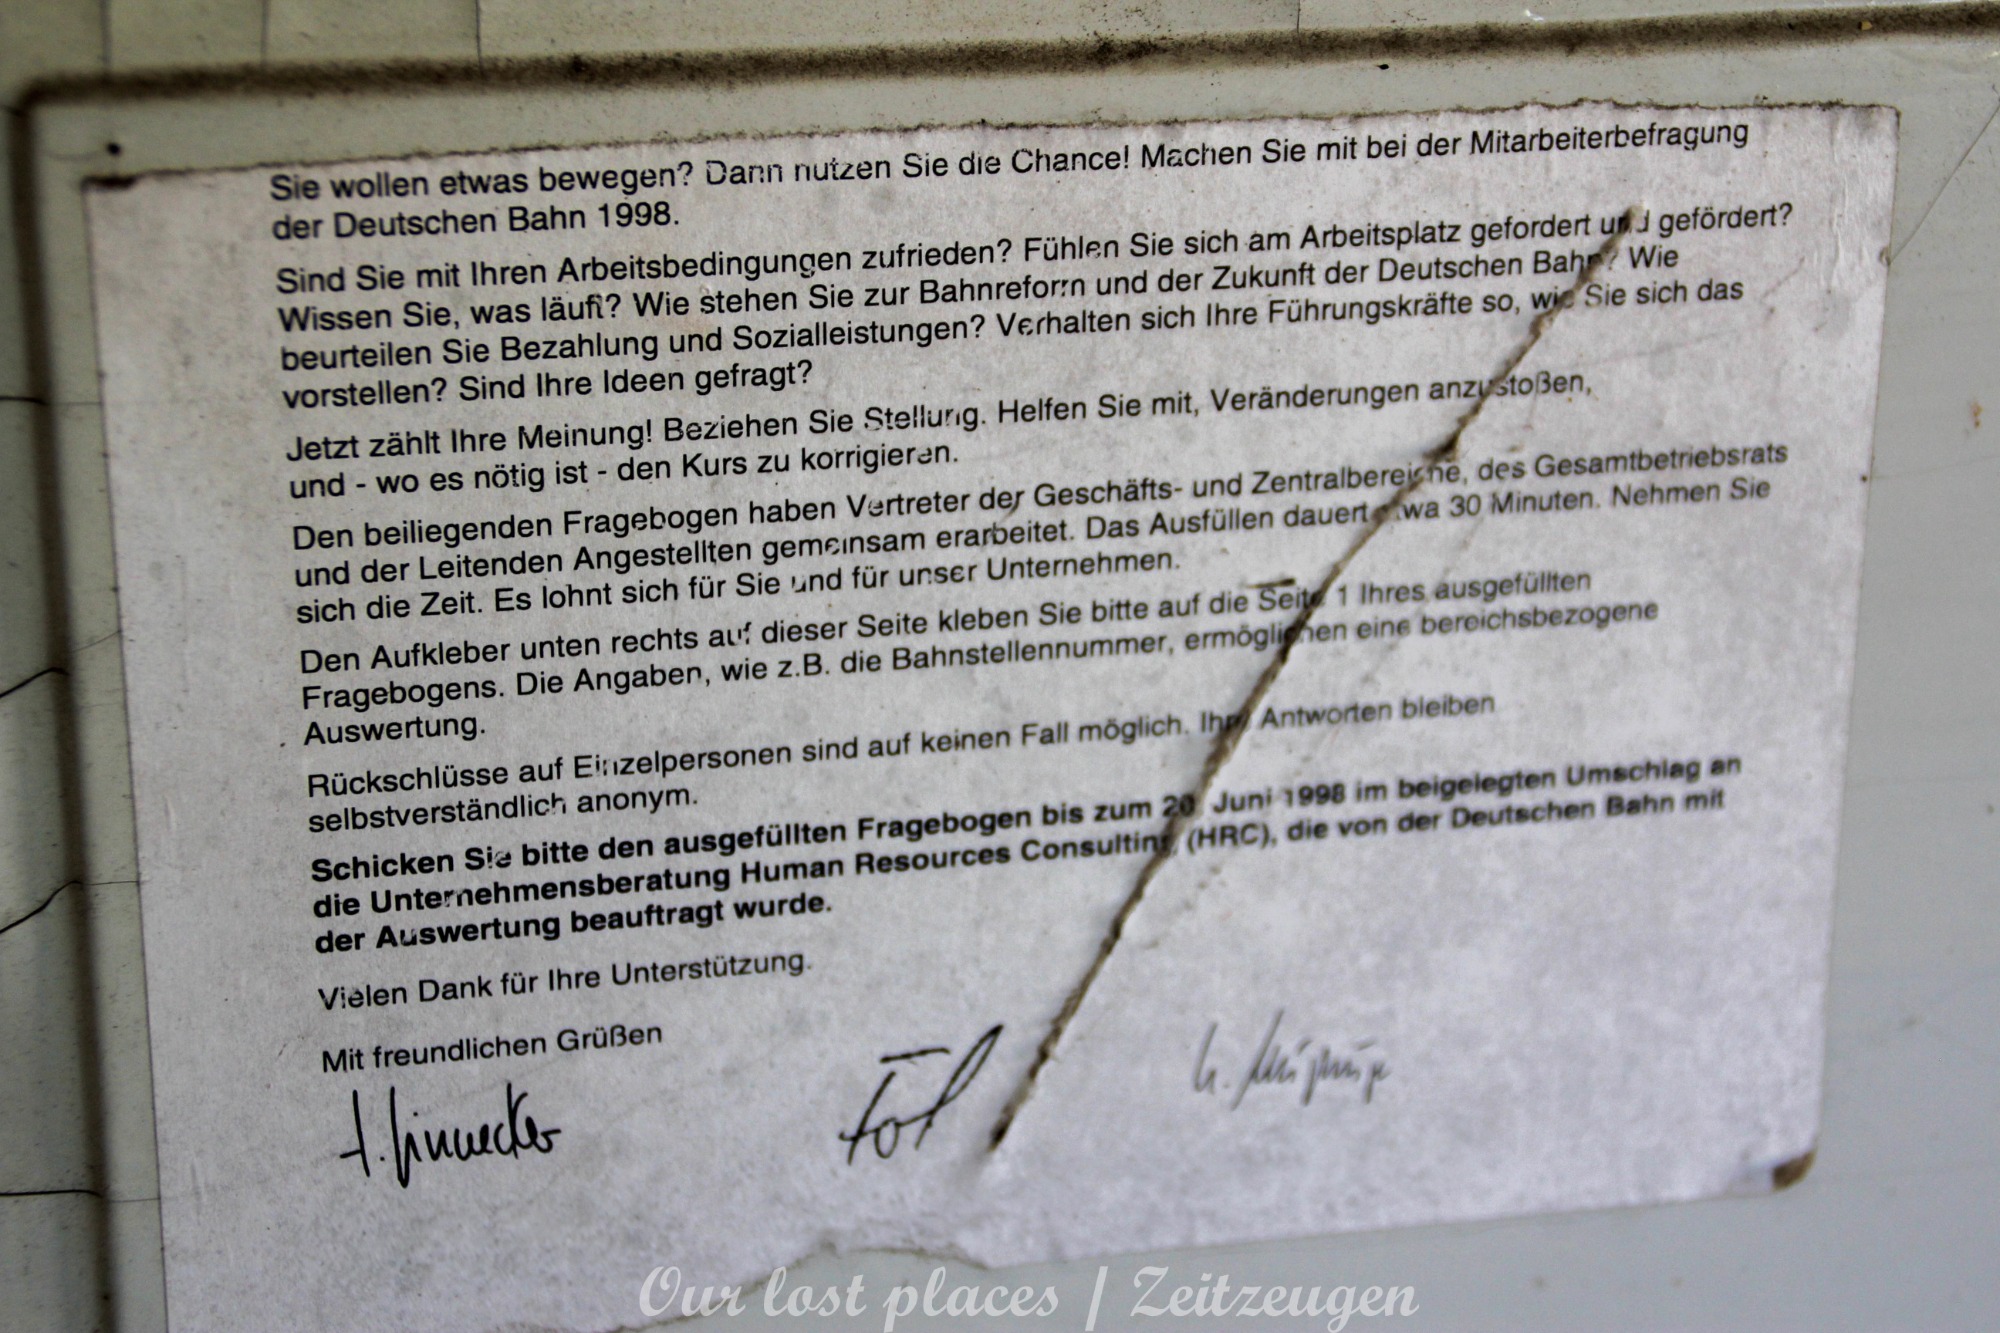 Sie wollen etwas bewegen? Dann nutzen Sie die Chance! Machen Sie mit bei der Mitarbeiterbefragung
der Deutschen Bahn 1998.
Sind Sie mit Ihren Arbeitsbedingungen zufrieden? Fühlen Sie sich am Arbeitsplatz gefordert und gefördert?
Wissen Sie, was läuft? Wie stehen Sie zur Bahnreform und der Zukunft der Deutschen Bahn? Wie
beurteilen Sie Bezahlung und Sozialleistungen? Verhalten sich Ihre Führungskräfte so, wie Sie sich das
vorstellen? Sind Ihre Ideen gefragt?
Jetzt zählt Ihre Meinung! Beziehen Sie Stellung. Helfen Sie mit, Veränderungen anzustoßen,
und - wo es nötig ist - den Kurs zu korrigieren.
Den beiliegenden Fragebogen haben Vertreter der Geschäfts- und Zentralbereiche, des Gesamtbetriebsrats
und der Leitenden Angestellten gemeinsam erarbeitet. Das Ausfüllen dauert etwa 30 Minuten. Nehmen Sie
sich die Zeit. Es lohnt sich für Sie und für unser Unternehmen.
Den Aufkleber unten rechts auf dieser Seite kleben Sie bitte auf die Seite 1 Ihres ausgefüllten
Fragebogens. Die Angaben, wie z.B. die Bahnstellennummer, ermöglichen eine bereichsbezogene
Auswertung.
Rückschlüsse auf Einzelpersonen sind auf keinen Fall möglich. Ihre Antworten bleiben
selbstverständlich anonym.
Schicken Sie bitte den ausgefüllten Fragebogen bis zum Juni 1998 im beigelegten Umschlag an
die Unternehmensberatung Human Resources Consulting (HRC), die von der Deutschen Bahn mit
der Auswertung beauftragt wurde.
Vielen Dank für Ihre Unterstützung.
Mit freundlichen Grüßen
Our lost places | Zeitzeugen